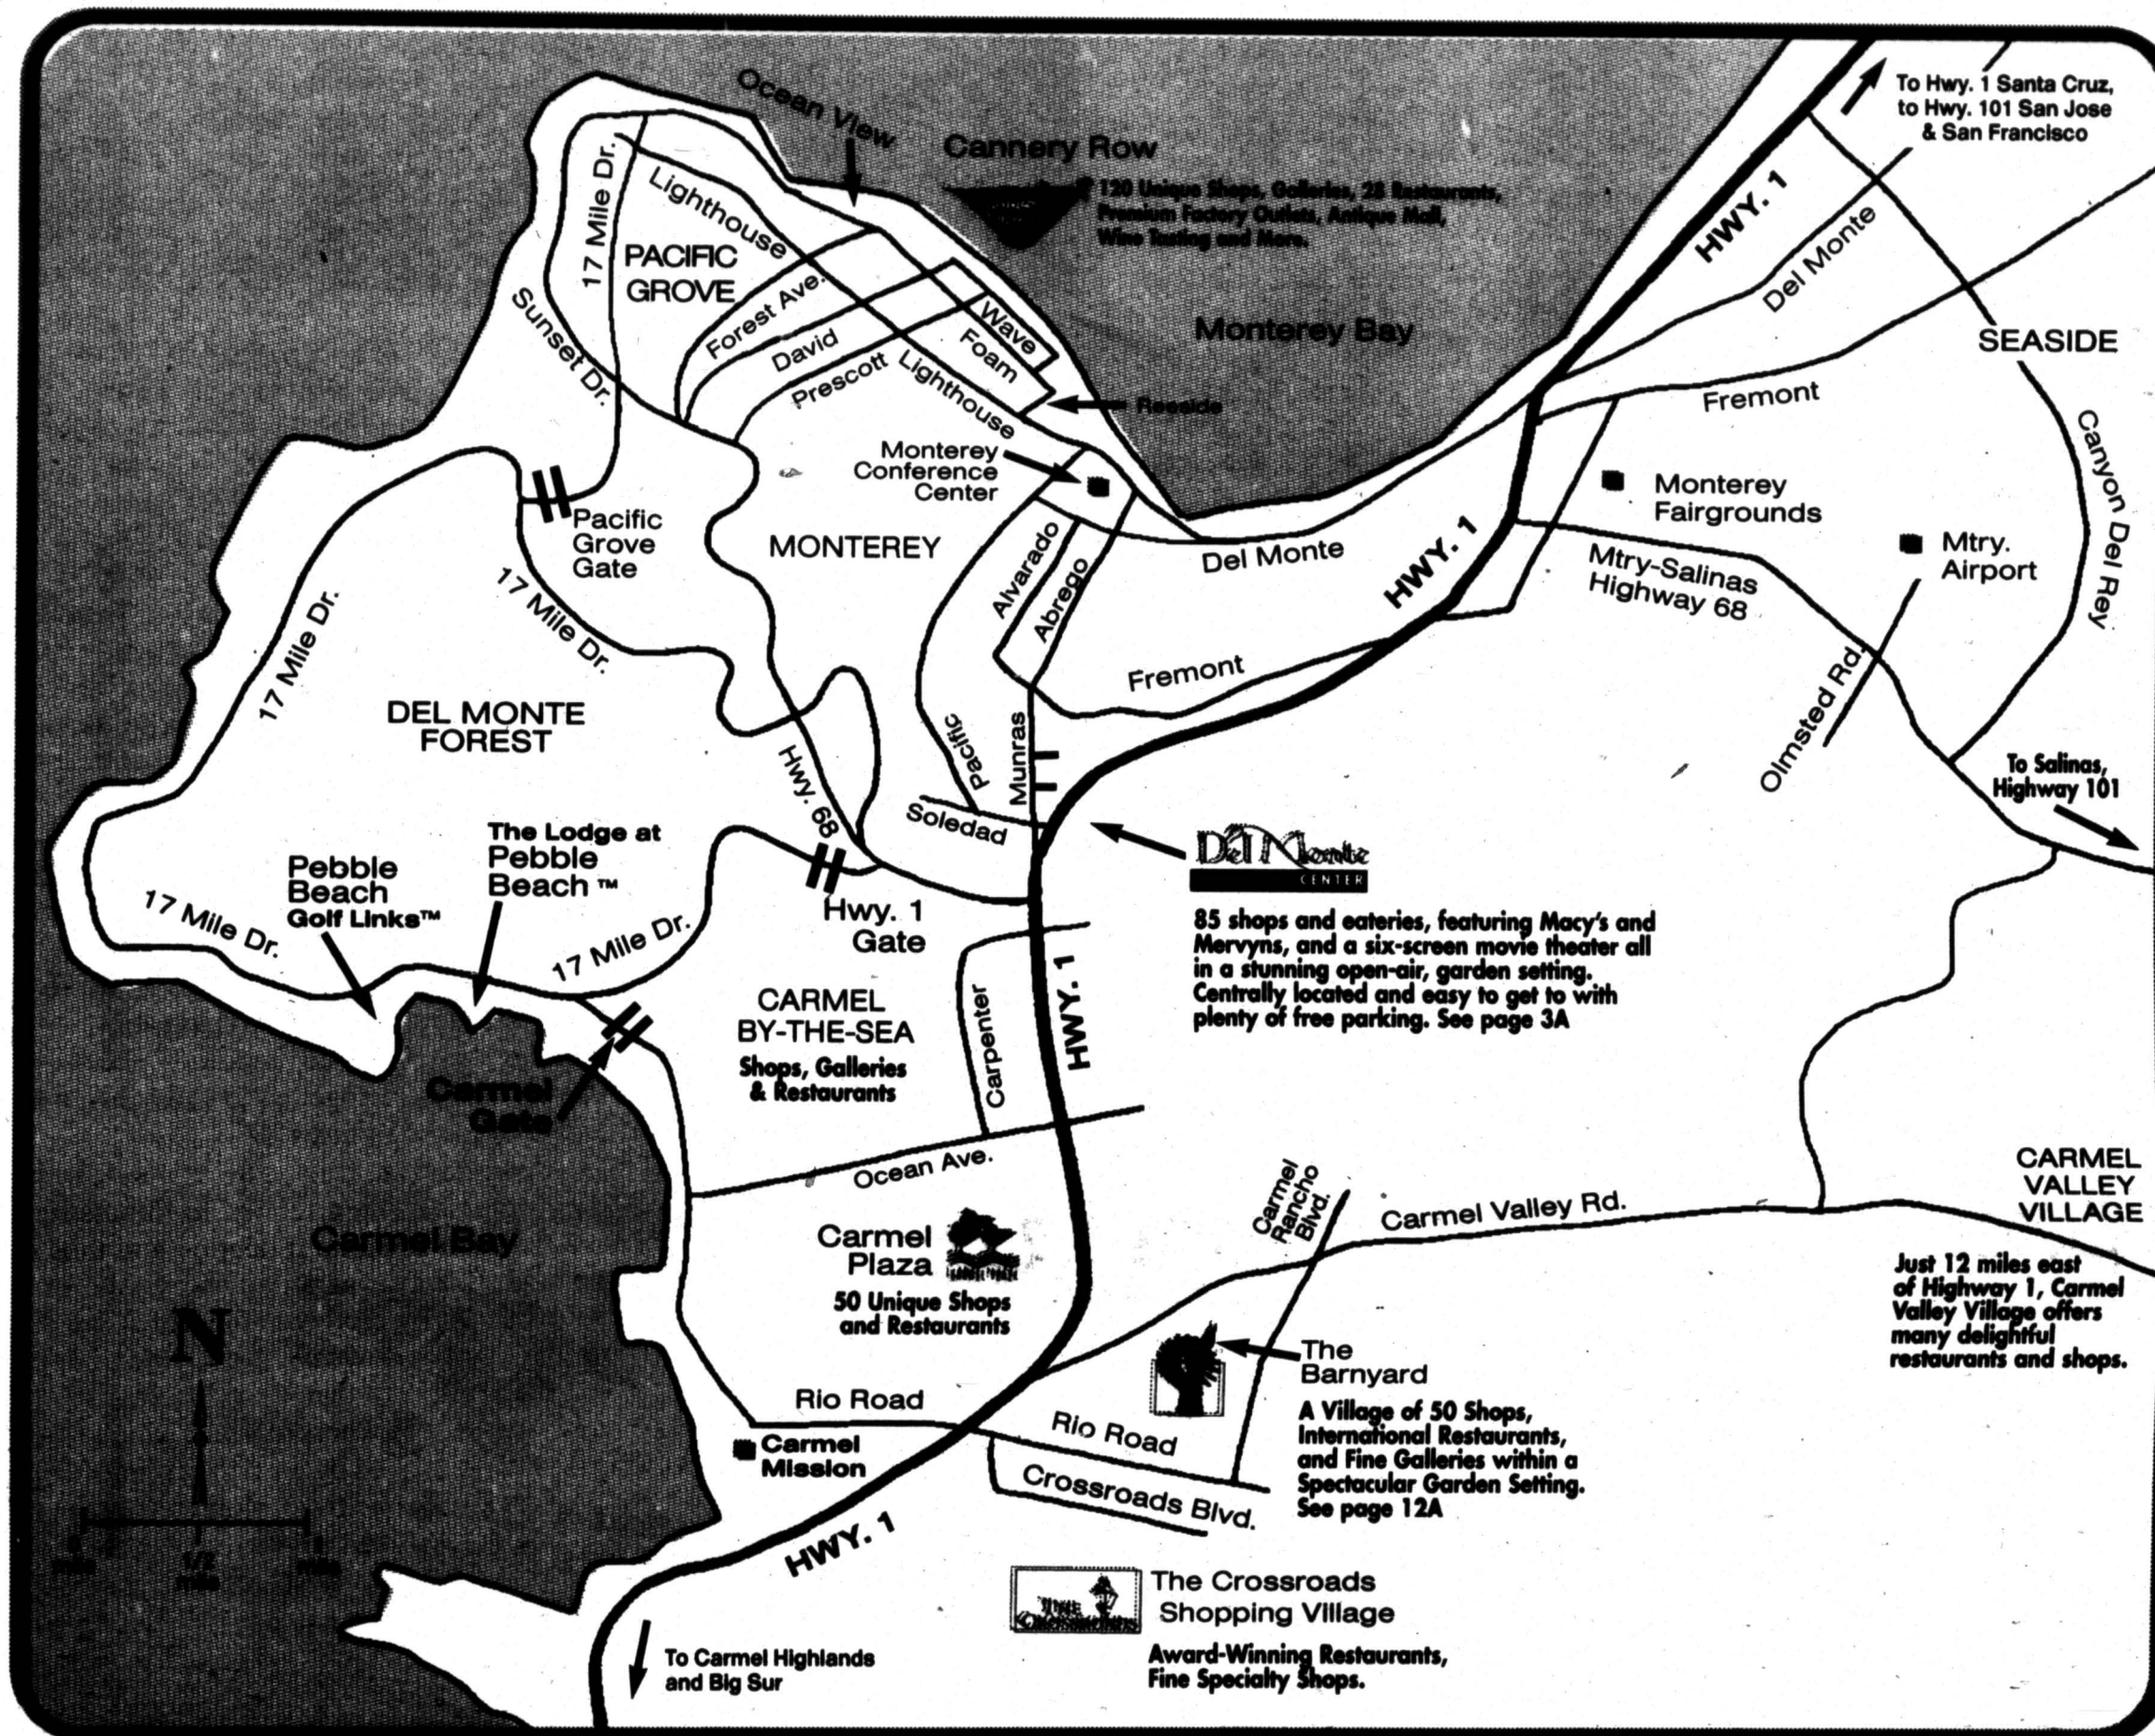 Ocean View
Cannery Row
120 Unique Shops, Galleries, 28 Restaurants,
Premium Factory Outlets, Antique Mall,
Wine Tasting and More.
To Hwy. 1 Santa Cruz,
to Hwy. 101 San Jose
& San Francisco
HWY. 1
Del Monte
17 Mile Dr.
Lighthouse
PACIFIC
GROVE
Forest Ave.
David
Prescott
Lighthouse
Wave
Foam
Reeside
Sunset Dr.
Monterey Bay
SEASIDE
Fremont
Canyon Del Rey
Monterey
Conference
Center
Monterey
Fairgrounds
Mtry.
Airport
Pacific
Grove
Gate
MONTEREY
Alvarado
Abrego
Del Monte
HWY. 1
Mtry-Salinas
Highway 68
Olmsted Rd.
17 Mile Dr.
17 Mile Dr.
DEL MONTE
FOREST
Fremont
Pacific
Munras
Hwy. 68
Soledad
To Salinas,
Highway 101
The Lodge at
Pebble
Beach ™
Pebble
Beach
Golf Links™
17 Mile Dr.
17 Mile Dr.
Hwy. 1
Gate
Del Monte
CENTER
85 shops and eateries, featuring Macy's and
Mervyns, and a six-screen movie theater all
in a stunning open-air, garden setting.
Centrally located and easy to get to with
plenty of free parking. See page 3A
CARMEL
BY-THE-SEA
Shops, Galleries
& Restaurants
Carpenter
HWY. 1
Carmel
Gate
Ocean Ave.
Carmel Bay
Carmel
Plaza
50 Unique Shops
and Restaurants
Carmel
Rancho
Blvd.
Carmel Valley Rd.
CARMEL
VALLEY
VILLAGE
Just 12 miles east
of Highway 1, Carmel
Valley Village offers
many delightful
restaurants and shops.
N
The
Barnyard
A Village of 50 Shops,
International Restaurants,
and Fine Galleries within a
Spectacular Garden Setting.
See page 12A
Rio Road
Rio Road
Carmel
Mission
Crossroads Blvd.
HWY. 1
1/2
mile
The Crossroads
Shopping Village
Award-Winning Restaurants,
Fine Specialty Shops.
To Carmel Highlands
and Big Sur